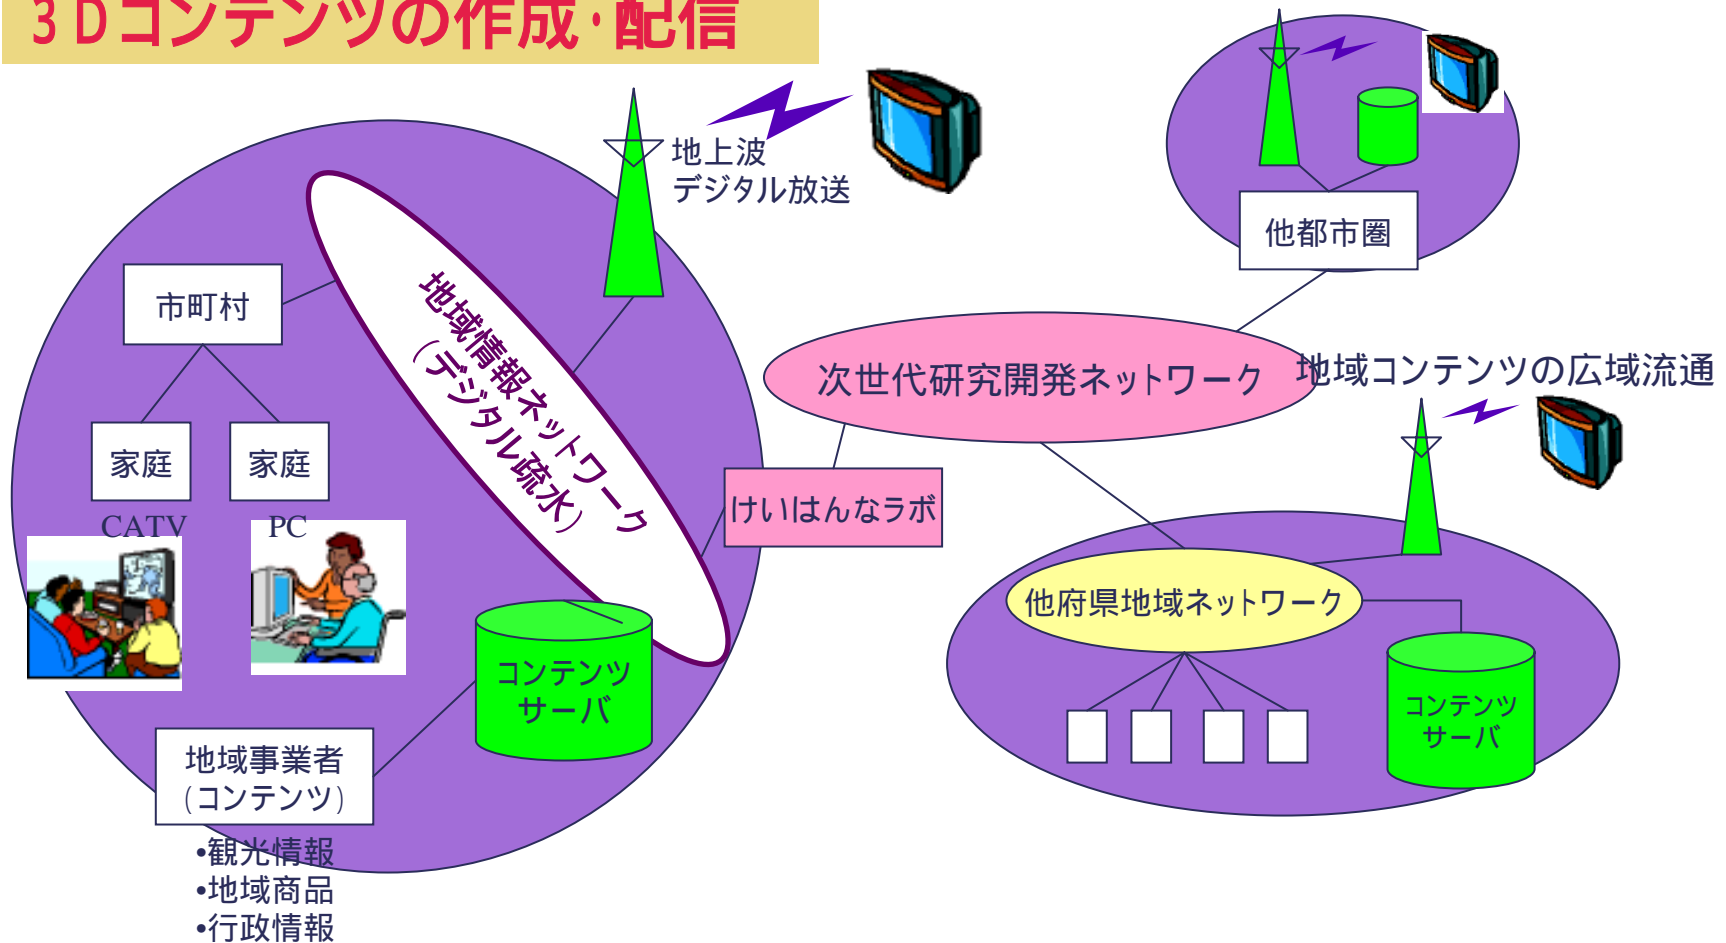 ３Ｄコンテンツの作成・配信
地上波
デジタル放送
他都市圏
市町村
地域情報ネットワーク
（デジタル疏水）
次世代研究開発ネットワーク
地域コンテンツの広域流通
家庭
家庭
CATV
PC
けいはんなラボ
他府県地域ネットワーク
コンテンツ
サーバ
コンテンツ
サーバ
地域事業者
（コンテンツ）
•観光情報
•地域商品
•行政情報